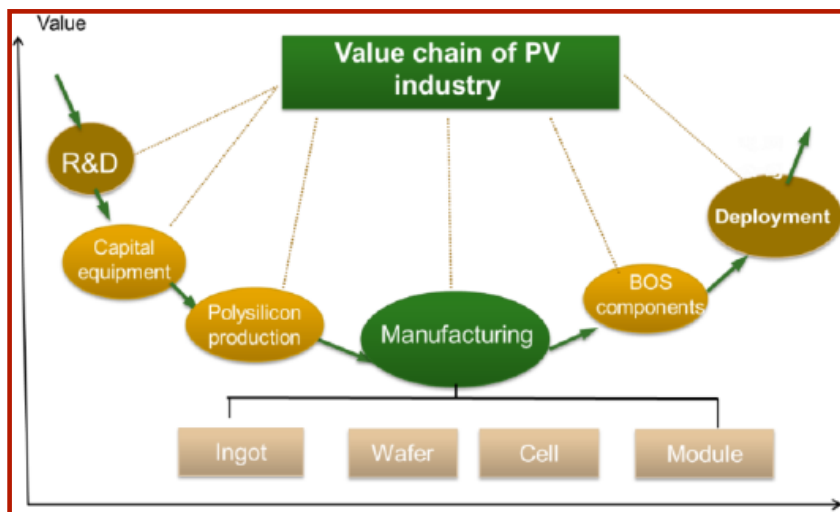 Value
Value chain of PV
industry
R&D
Capital
equipment
Polysilicon
production
Manufacturing
BOS
components
Deployment
Ingot
Wafer
Cell
Module